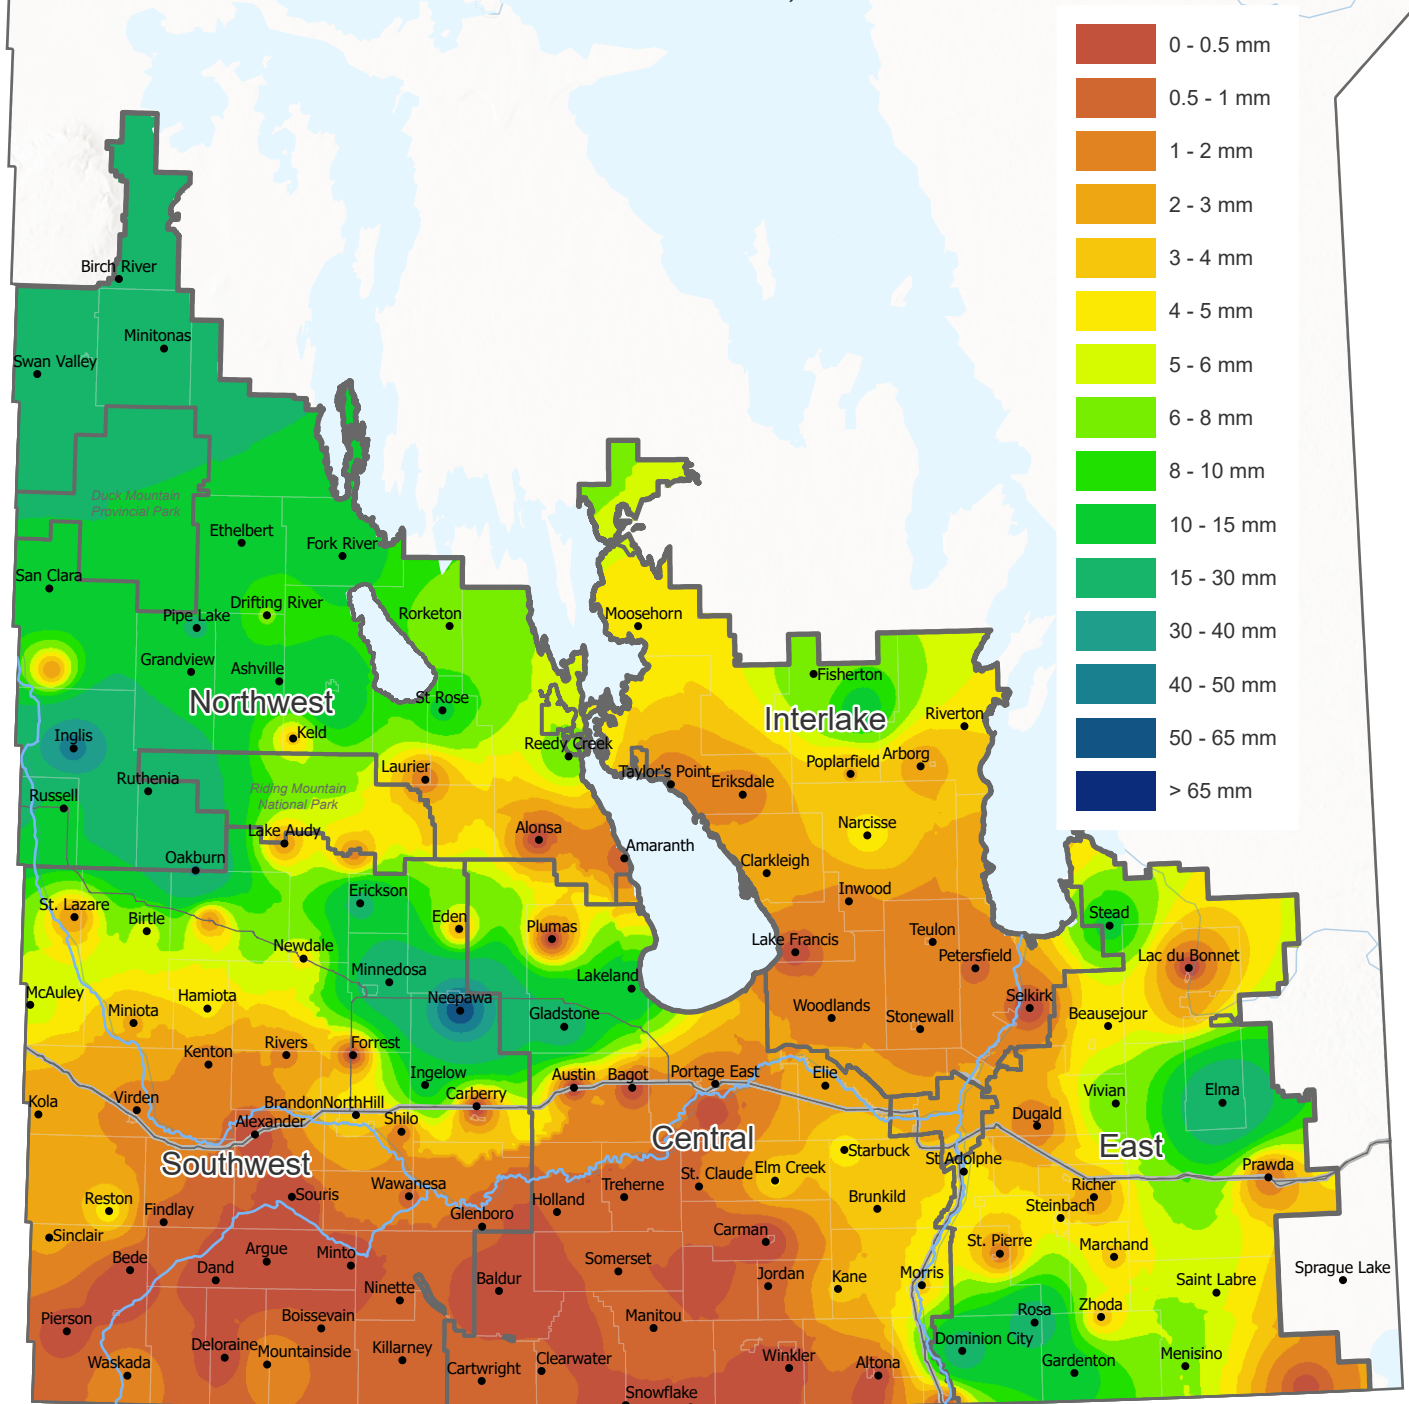 0 - 0.5 mm
0.5 - 1 mm
1 - 2 mm
2 - 3 mm
3 - 4 mm
4 - 5 mm
5 - 6 mm
6 - 8 mm
8 - 10 mm
10 - 15 mm
15 - 30 mm
30 - 40 mm
40 - 50 mm
50 - 65 mm
> 65 mm
Birch River
Minitonas
Swan Valley
Duck Mountain
Provincial Park
Ethelbert
Fork River
San Clara
Drifting River
Pipe Lake
Rorketon
Moosehorn
Grandview
Ashville
Fisherton
Northwest
St Rose
Interlake
Riverton
Inglis
Keld
Reedy Creek
Laurier
Taylor's Point
Eriksdale
Poplarfield
Arborg
Ruthenia
Riding Mountain
National Park
Russell
Lake Audy
Alonsa
Narcisse
Amaranth
Oakburn
Clarkleigh
Erickson
Inwood
St. Lazare
Birtle
Eden
Plumas
Stead
Newdale
Lake Francis
Teulon
Petersfield
Lac du Bonnet
Minnedosa
Lakeland
McAuley
Miniota
Hamiota
Neepawa
Gladstone
Woodlands
Stonewall
Selkirk
Beausejour
Kenton
Rivers
Forrest
Ingelow
Austin
Bagot
Portage East
Elie
Vivian
Elma
Kola
Virden
BrandonNorthHill
Carberry
Alexander
Shilo
Dugald
Central
Starbuck
East
Southwest
St Adolphe
Elm Creek
Prawda
Reston
Souris
Wawanesa
Holland
Treherne
St. Claude
Brunkild
Richer
Findlay
Glenboro
Steinbach
Sinclair
Carman
St. Pierre
Marchand
Bede
Argue
Minto
Dand
Baldur
Somerset
Jordan
Kane
Morris
Saint Labre
Sprague Lake
Ninette
Pierson
Boissevain
Manitou
Rosa
Zhoda
Dominion City
Deloraine
Mountainside
Killarney
Waskada
Cartwright
Clearwater
Winkler
Altona
Gardenton
Menisino
Snowflake